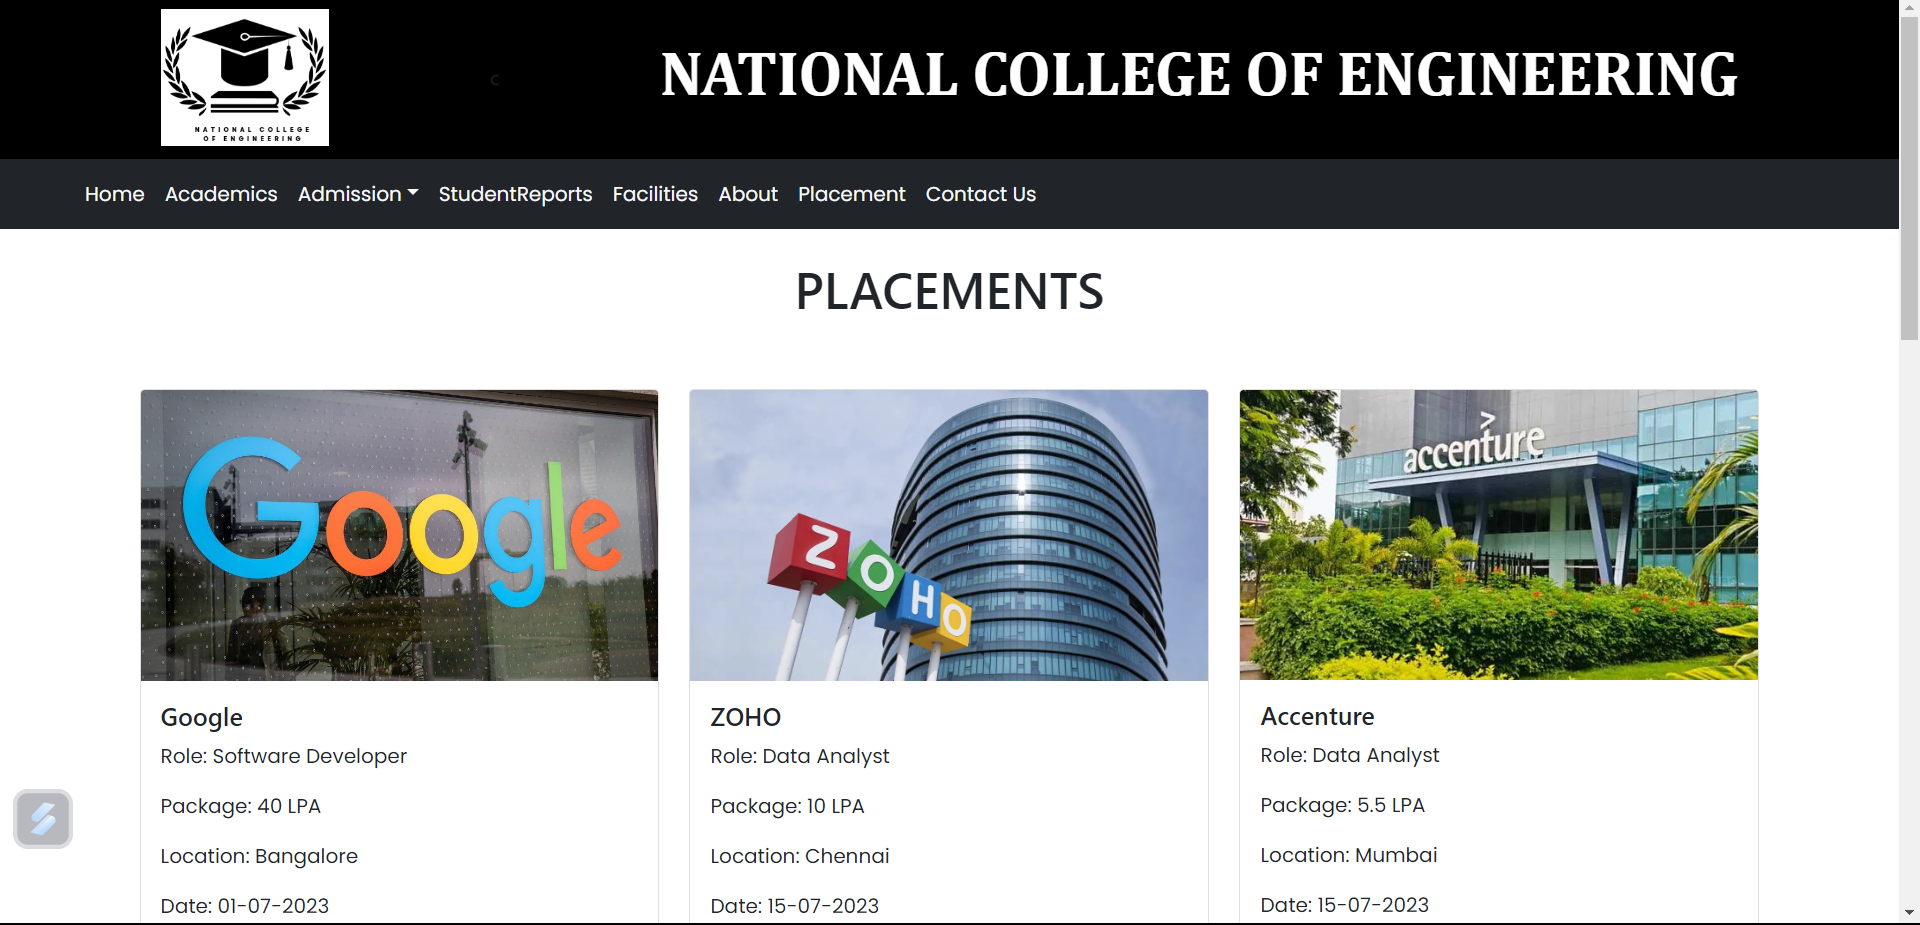 NATIONAL COLLEGE
OF ENGINEERING
c
NATIONAL COLLEGE OF ENGINEERING
Home Academics Admission StudentReports Facilities About Placement Contact Us
PLACEMENTS
Google
ZOHO
accenture
Google
Role: Software Developer
Package: 40 LPA
Location: Bangalore
Date: 01-07-2023
ZOHO
Role: Data Analyst
Package: 10 LPA
Location: Chennai
Date: 15-07-2023
Accenture
Role: Data Analyst
Package: 5.5 LPA
Location: Mumbai
Date: 15-07-2023